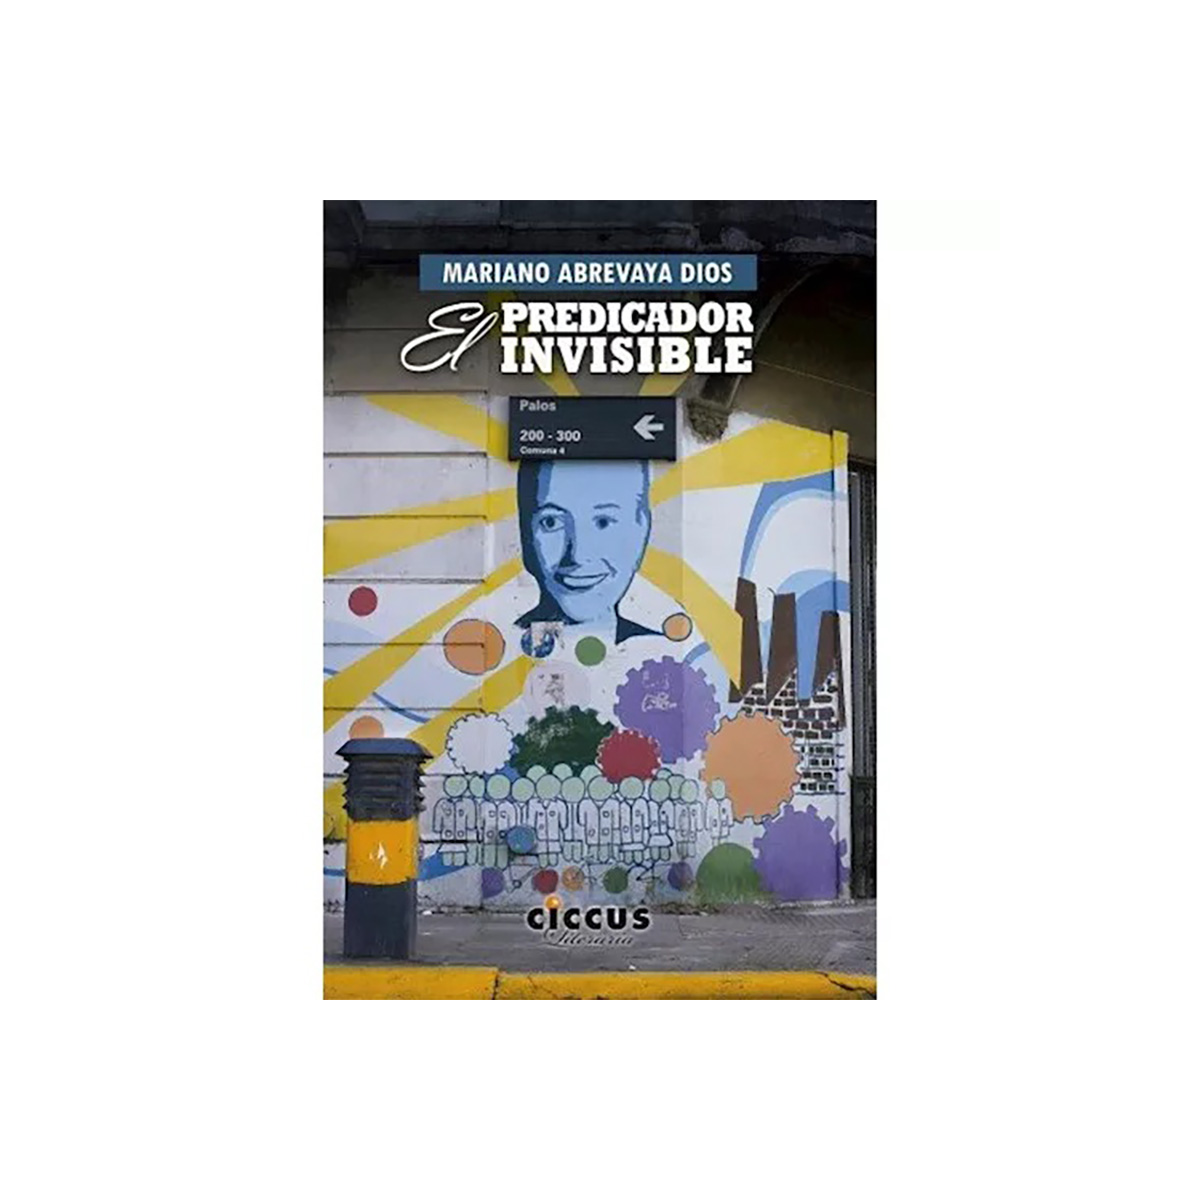 MARIANO ABREVAYA DIOS
El PREDICADOR
INVISIBLE
Palos
200 - 300
Comuna 4
CICCUS
Literaria